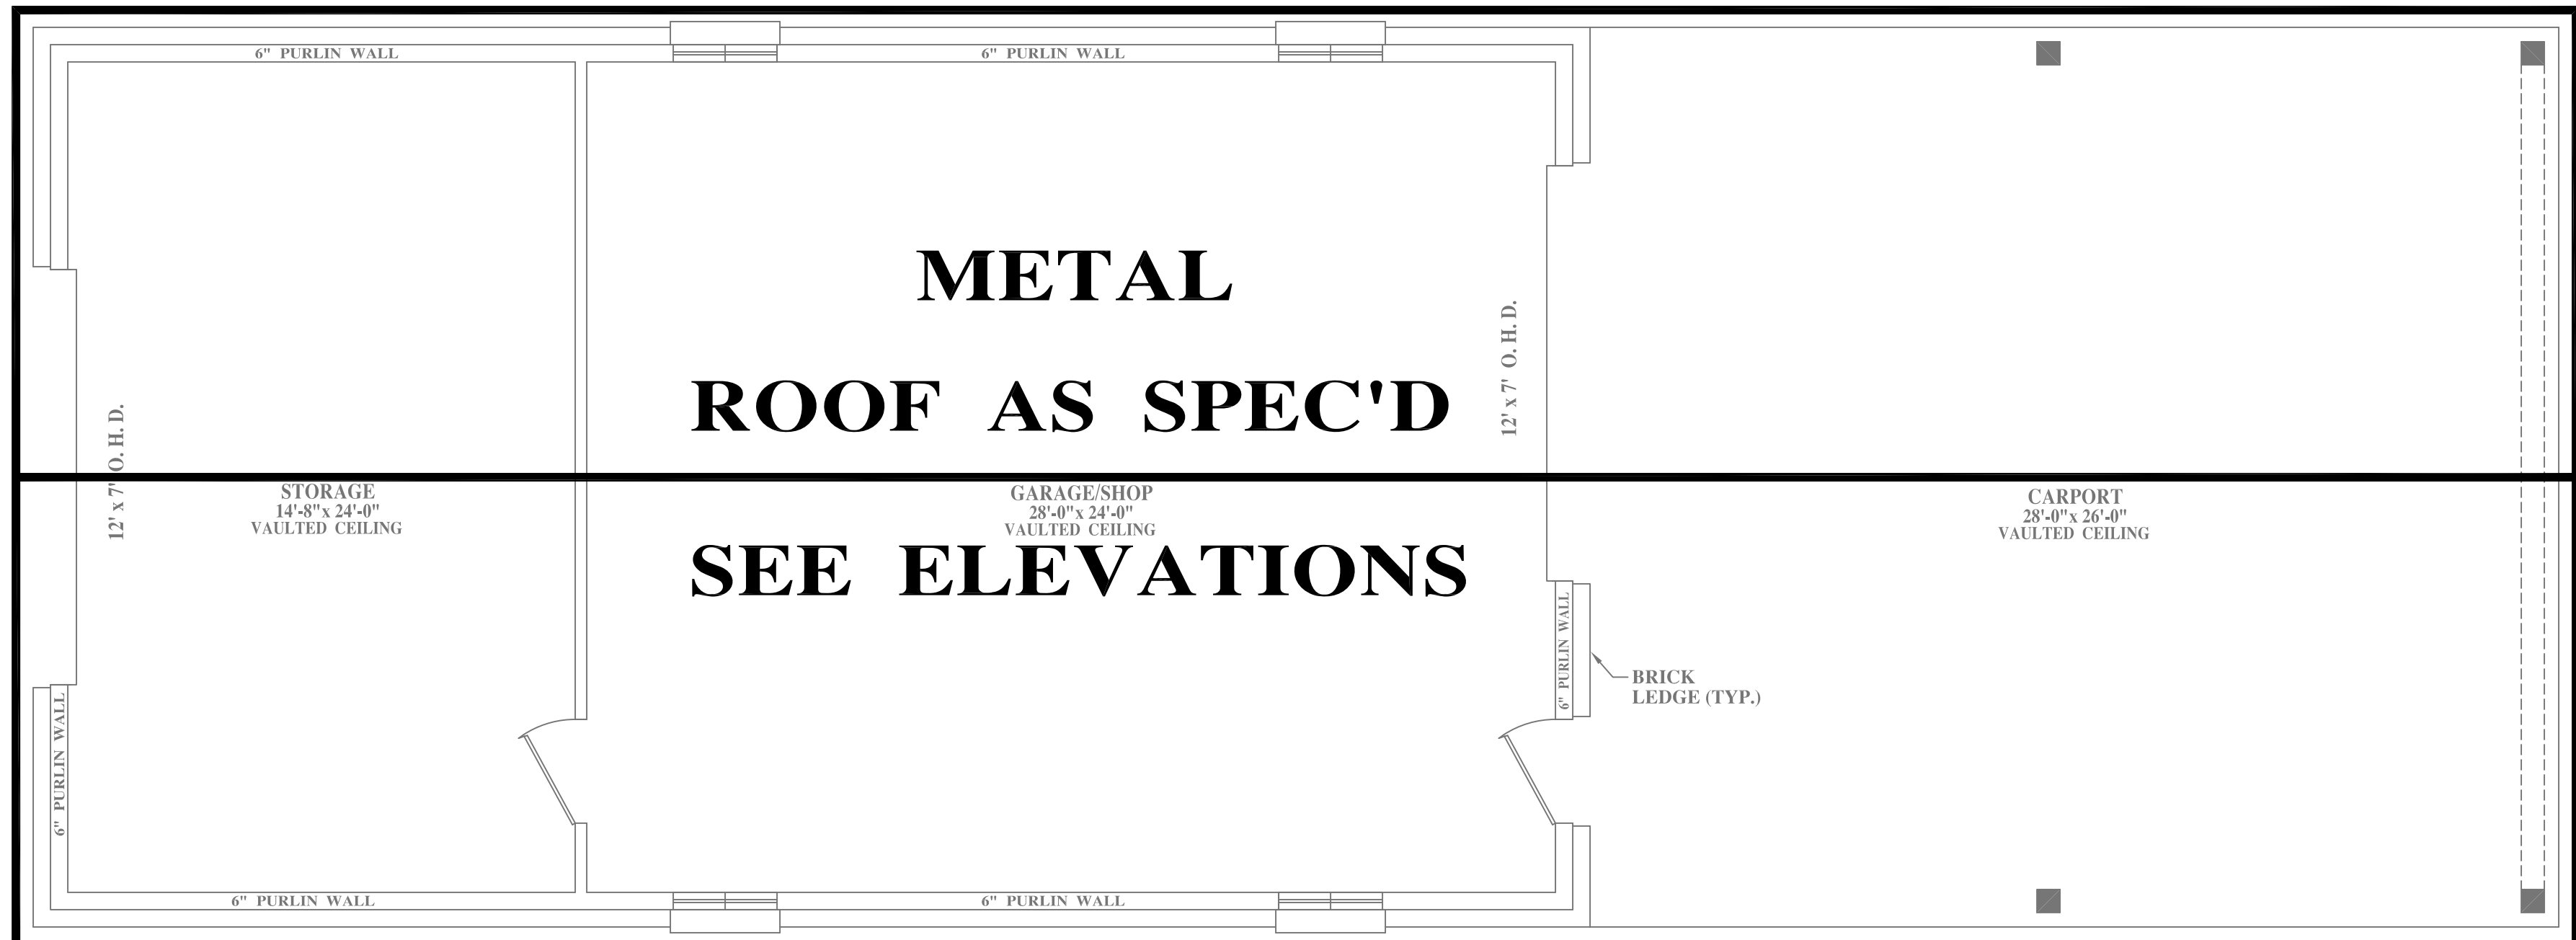 6" PURLIN WALL
6" PURLIN WALL
METAL
ROOF AS SPEC'D
12' x 7' O. H. D.
12' x 7' O. H. D.
STORAGE
14'-8"x 24'-0"
VAULTED CEILING
GARAGE/SHOP
28'-0"x 24'-0"
VAULTED CEILING
CARPORT
28'-0"x 26'-0"
VAULTED CEILING
SEE ELEVATIONS
6" PURLIN WALL
BRICK
LEDGE (TYP.)
6" PURLIN WALL
6" PURLIN WALL
6" PURLIN WALL